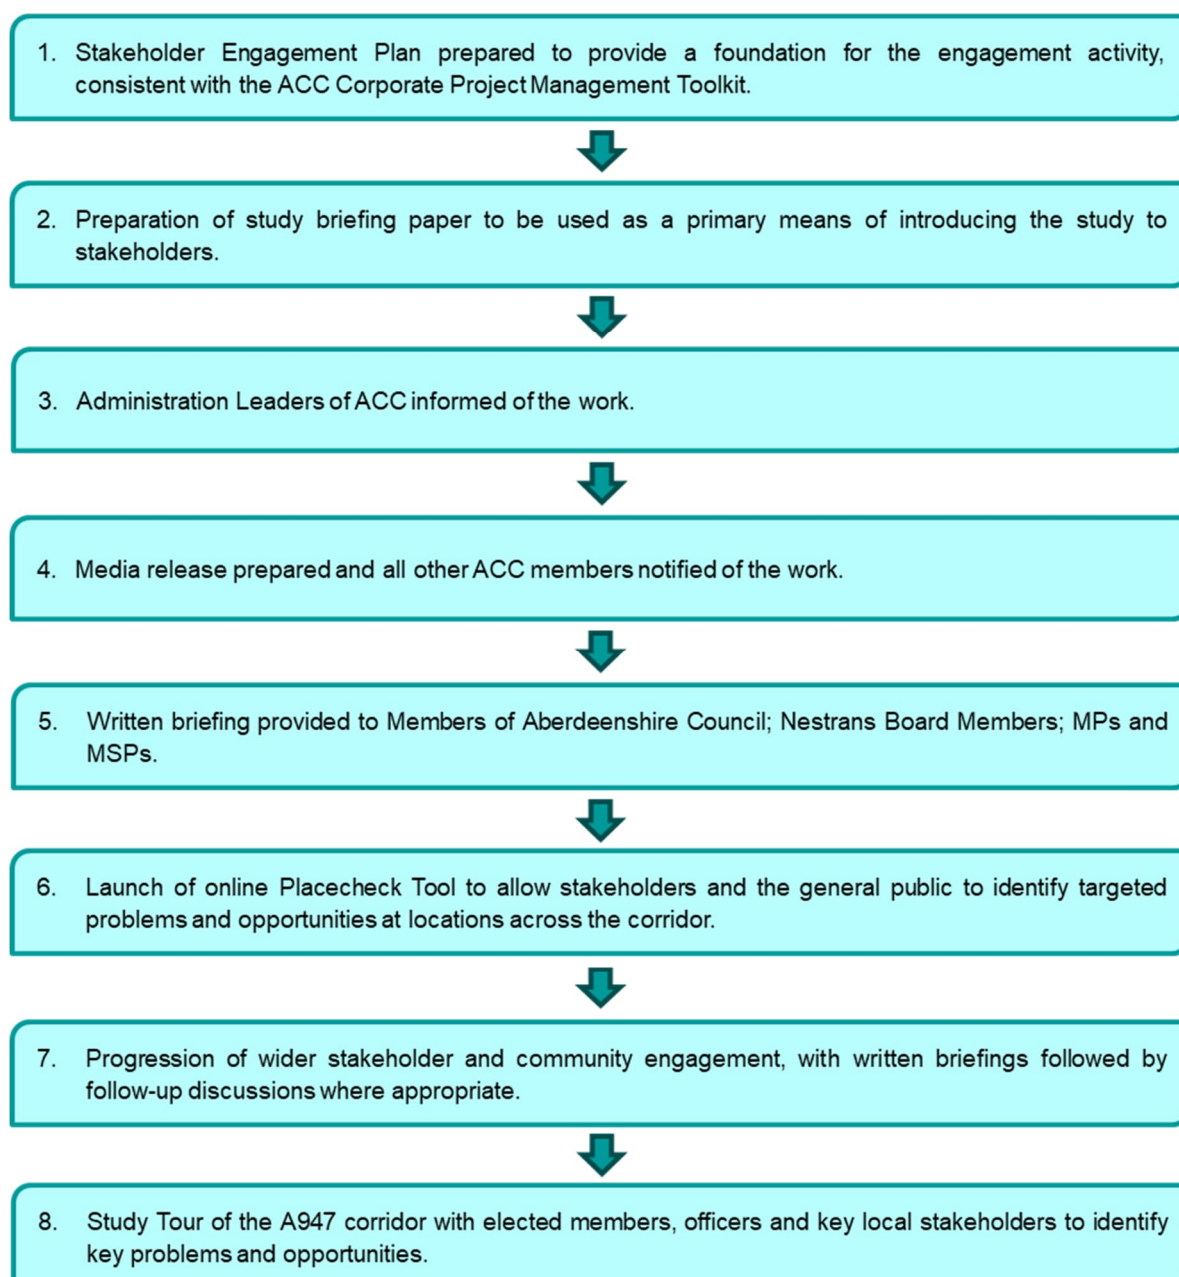 1. Stakeholder Engagement Plan prepared to provide a foundation for the engagement activity,
consistent with the ACC Corporate Project Management Toolkit.
2. Preparation of study briefing paper to be used as a primary means of introducing the study to
stakeholders.
3. Administration Leaders of ACC informed of the work.
4. Media release prepared and all other ACC members notified of the work.
5. Written briefing provided to Members of Aberdeenshire Council; Nestrans Board Members; MPs and
MSPs.
6. Launch of online Placecheck Tool to allow stakeholders and the general public to identify targeted
problems and opportunities at locations across the corridor.
7. Progression of wider stakeholder and community engagement, with written briefings followed by
follow-up discussions where appropriate.
8. Study Tour of the A947 corridor with elected members, officers and key local stakeholders to identify
key problems and opportunities.